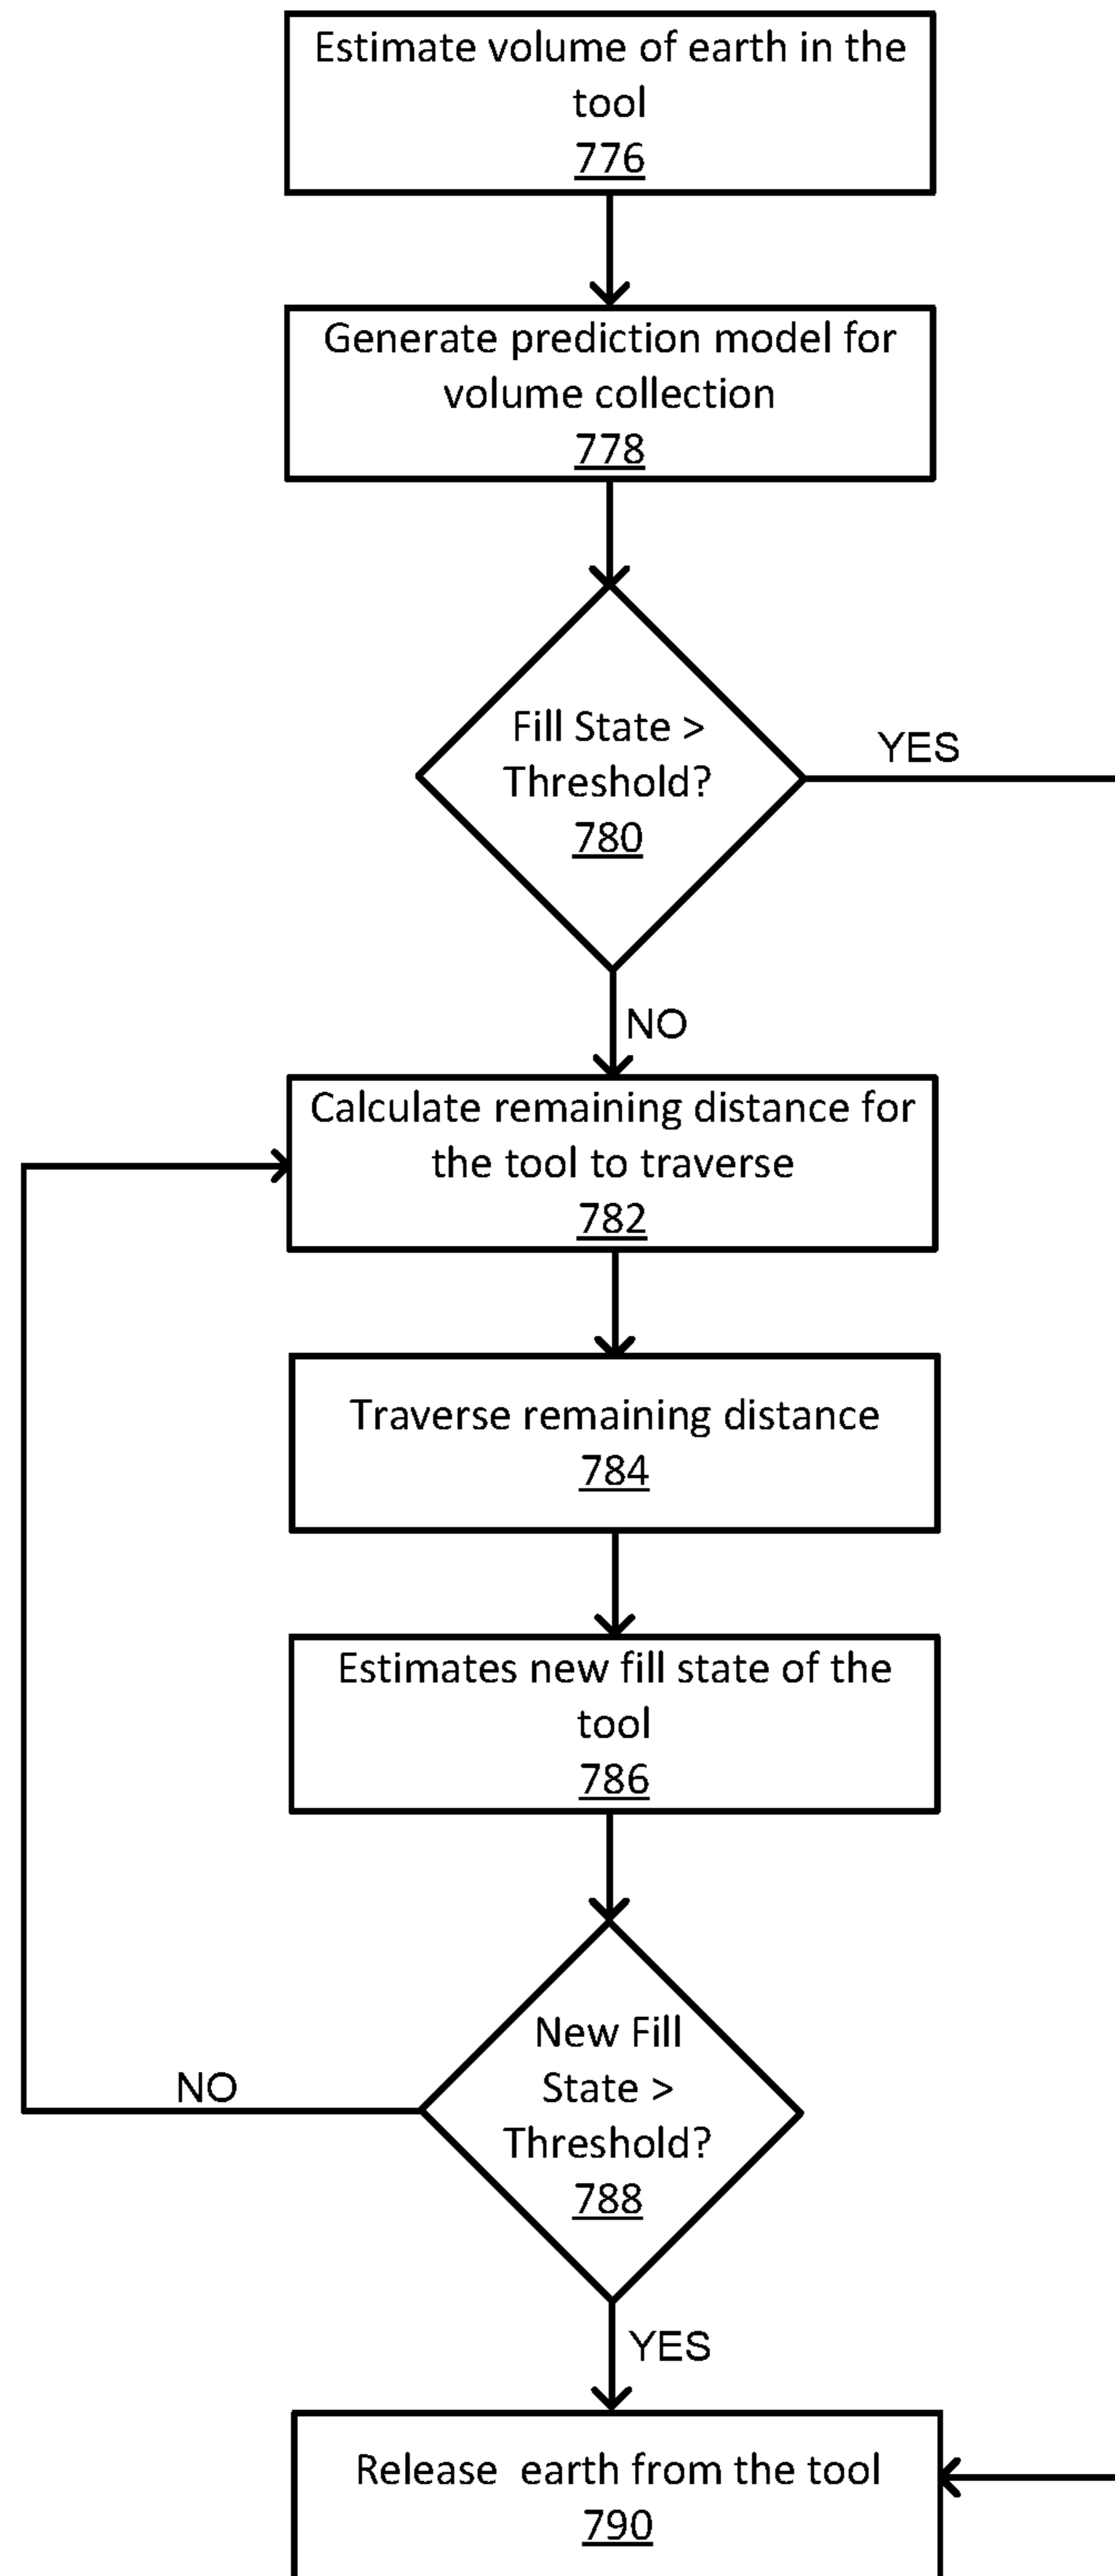 Estimate volume of earth in the
tool
776
Generate prediction model for
volume collection
778
Fill State >
Threshold?
780
YES
NO
Calculate remaining distance for
the tool to traverse
782
Traverse remaining distance
784
Estimates new fill state of the
tool
786
New Fill
State >
Threshold?
788
NO
YES
Release earth from the tool
790